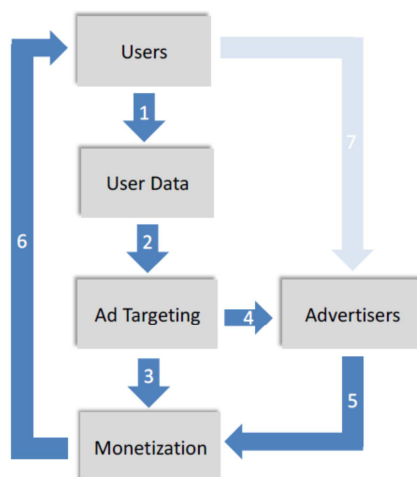 Users
1
7
User Data
6
2
Ad Targeting
4
Advertisers
3
5
Monetization